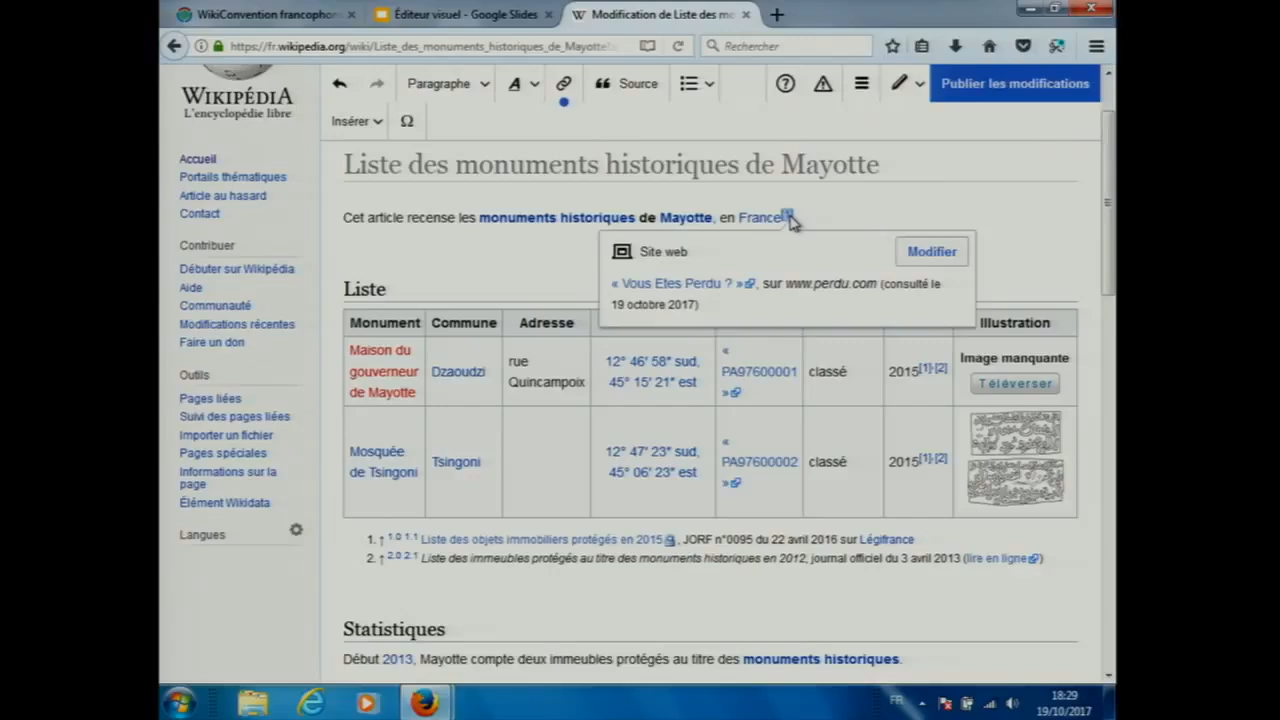 WikiConvention francophon
Éditeur visuel - Google Slides
Modification de Liste des mo
https://fr.wikipedia.org/wiki/Liste_des_monuments_historiques_de_Mayotte?
Rechercher
WIKIPÉDIA
L'encyclopédie libre
Paragraphe
A
Source
Publier les modifications
Insérer
Ω
Accueil
Portails thématiques
Article au hasard
Contact
Contribuer
Débuter sur Wikipédia
Aide
Communauté
Modifications récentes
Faire un don
Outils
Pages liées
Suivi des pages liées
Importer un fichier
Pages spéciales
Informations sur la
page
Élément Wikidata
Langues
Liste des monuments historiques de Mayotte
Cet article recense les monuments historiques de Mayotte, en France
Site web
Modifier
« Vous Etes Perdu ? », sur www.perdu.com (consulté le
19 octobre 2017)
Liste
Monument Commune Adresse Illustration
Maison du
gouverneur
de Mayotte
Dzaoudzi
rue
Quincampoix
12° 46′ 58″ sud,
45° 15′ 21″ est
«
PA97600001
»
classé
2015[1]·[2]
Image manquante
Téléverser
Mosquée
de Tsingoni
Tsingoni
12° 47′ 23″ sud,
45° 06′ 23″ est
«
PA97600002
»
classé
2015[1]·[2]
1. ↑ 1.0 1.1 Liste des objets immobiliers protégés en 2015, JORF n°0095 du 22 avril 2016 sur Légifrance
2. ↑ 2.0 2.1 Liste des immeubles protégés au titre des monuments historiques en 2012, journal officiel du 3 avril 2013 (lire en ligne)
Statistiques
Début 2013, Mayotte compte deux immeubles protégés au titre des monuments historiques.
FR
18:29
19/10/2017